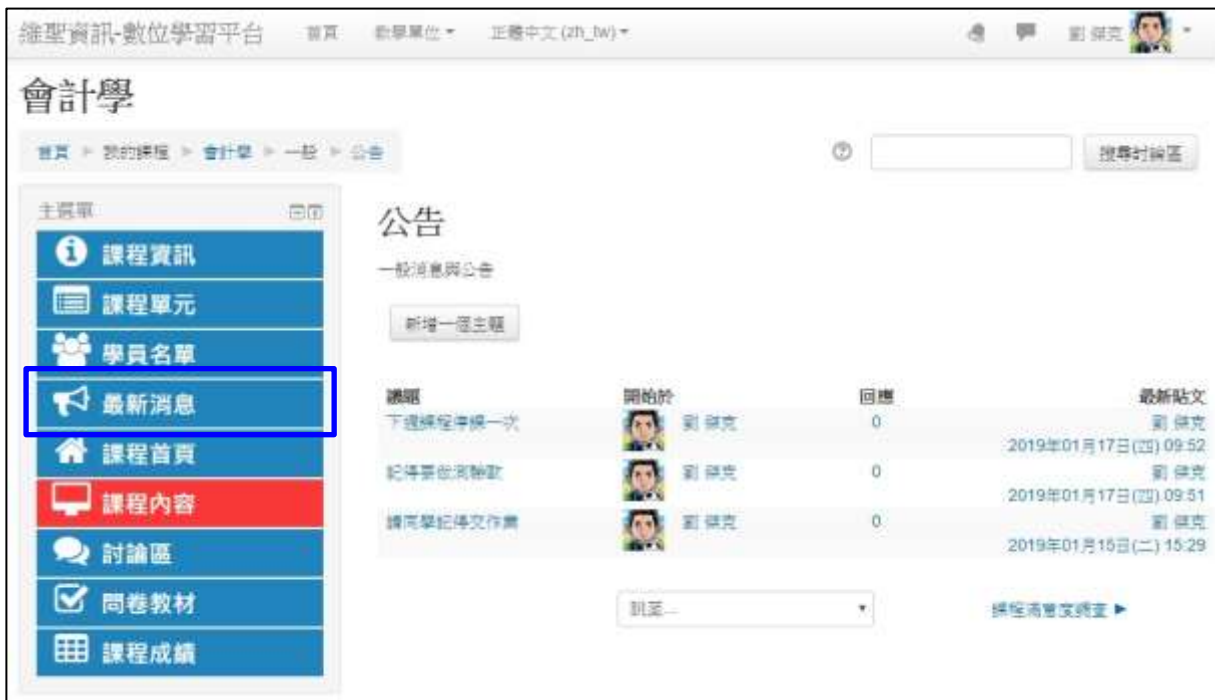 維聖資訊-數位學習平台 首頁 教學單位 正體中文 (zh_tw) 劉 傑克
會計學
首頁 ▶ 我的課程 ▶ 會計學 ▶ 一般 ▶ 公告 搜尋討論區
主選單
課程資訊
課程單元
學員名單
最新消息
課程首頁
課程內容
討論區
問卷教材
課程成績
公告
一般消息與公告
新增一個主題
議題 開始於 回應 最新貼文
下週課程停課一次 劉 傑克 0 劉 傑克
2019年01月17日(四) 09:52
記得要做測驗歐 劉 傑克 0 劉 傑克
2019年01月17日(四) 09:51
請同學記得交作業 劉 傑克 0 劉 傑克
2019年01月15日(二) 15:29
跳至... 課程滿意度調查 ▶